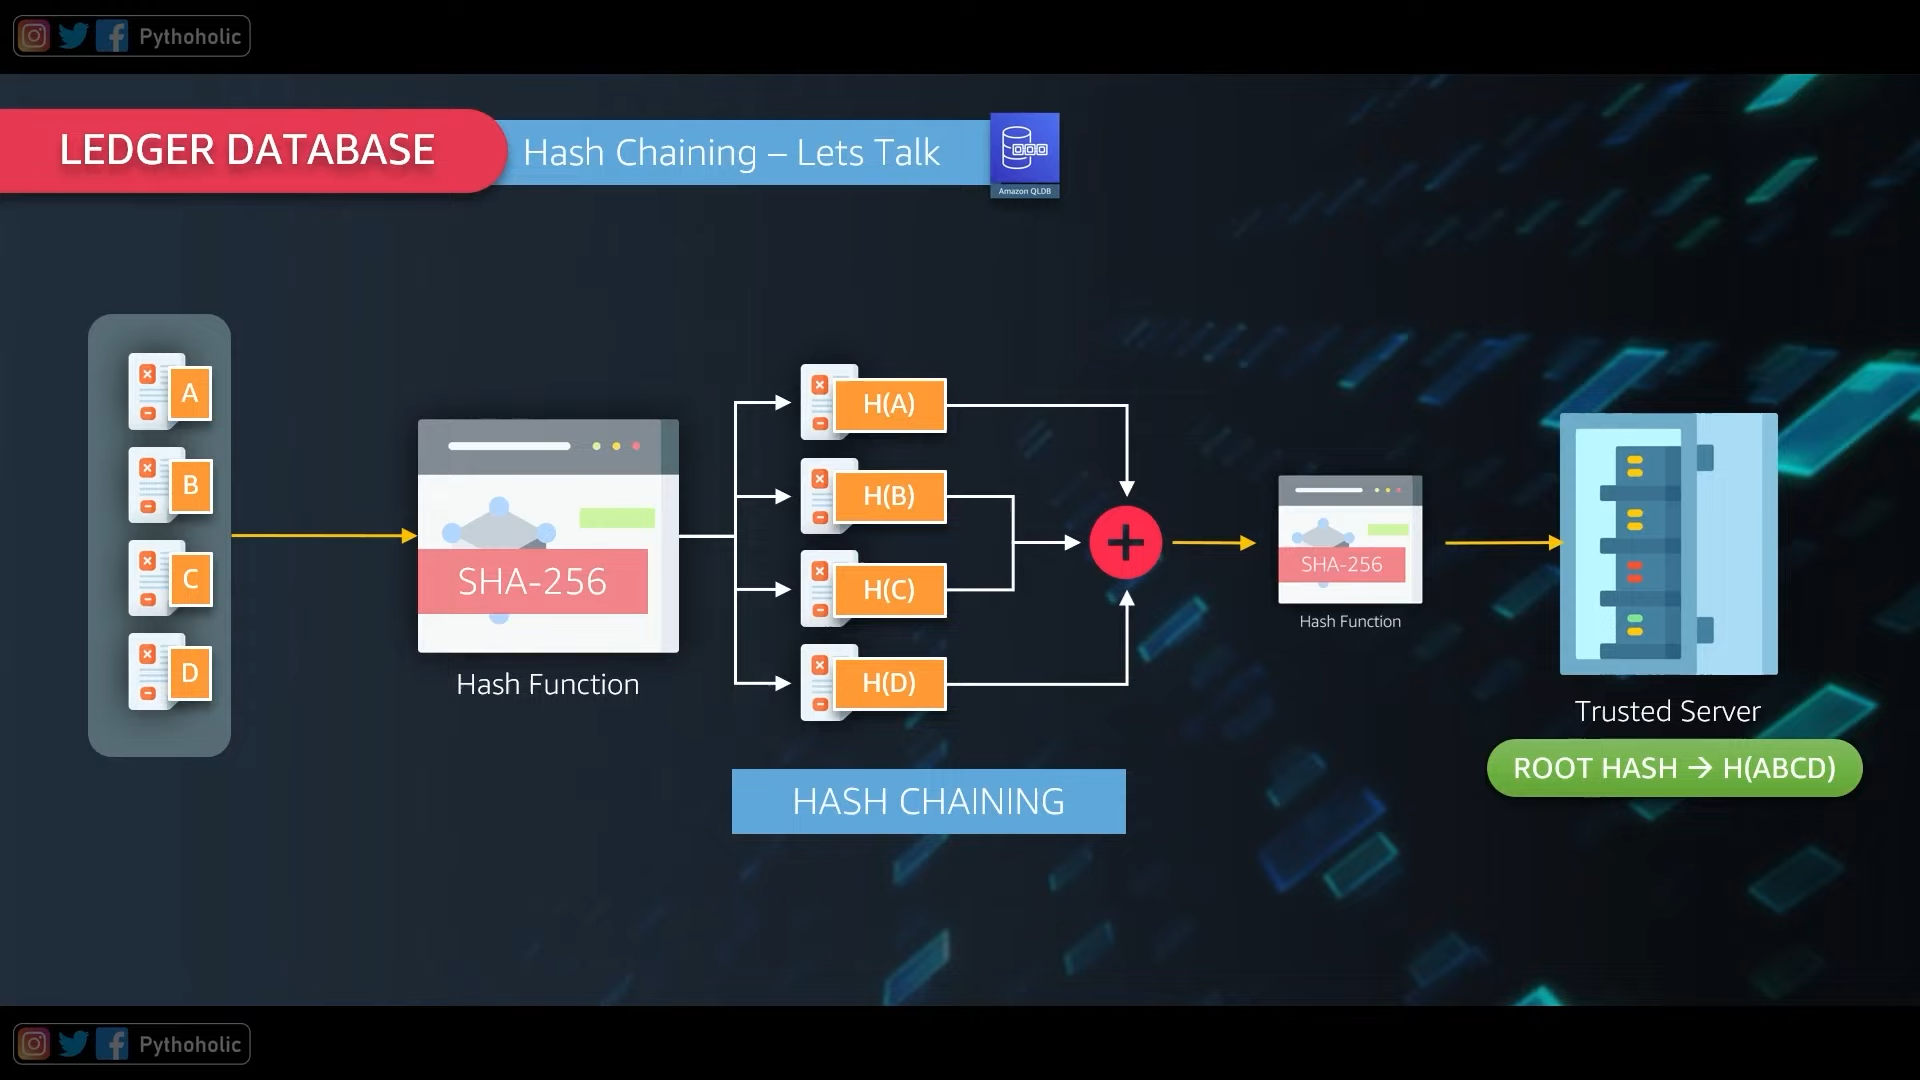 Pythoholic
LEDGER DATABASE
Hash Chaining – Lets Talk
Amazon QLDB
A
B
C
D
SHA-256
Hash Function
H(A)
H(B)
H(C)
H(D)
HASH CHAINING
+
SHA-256
Hash Function
Trusted Server
ROOT HASH → H(ABCD)
Pythoholic